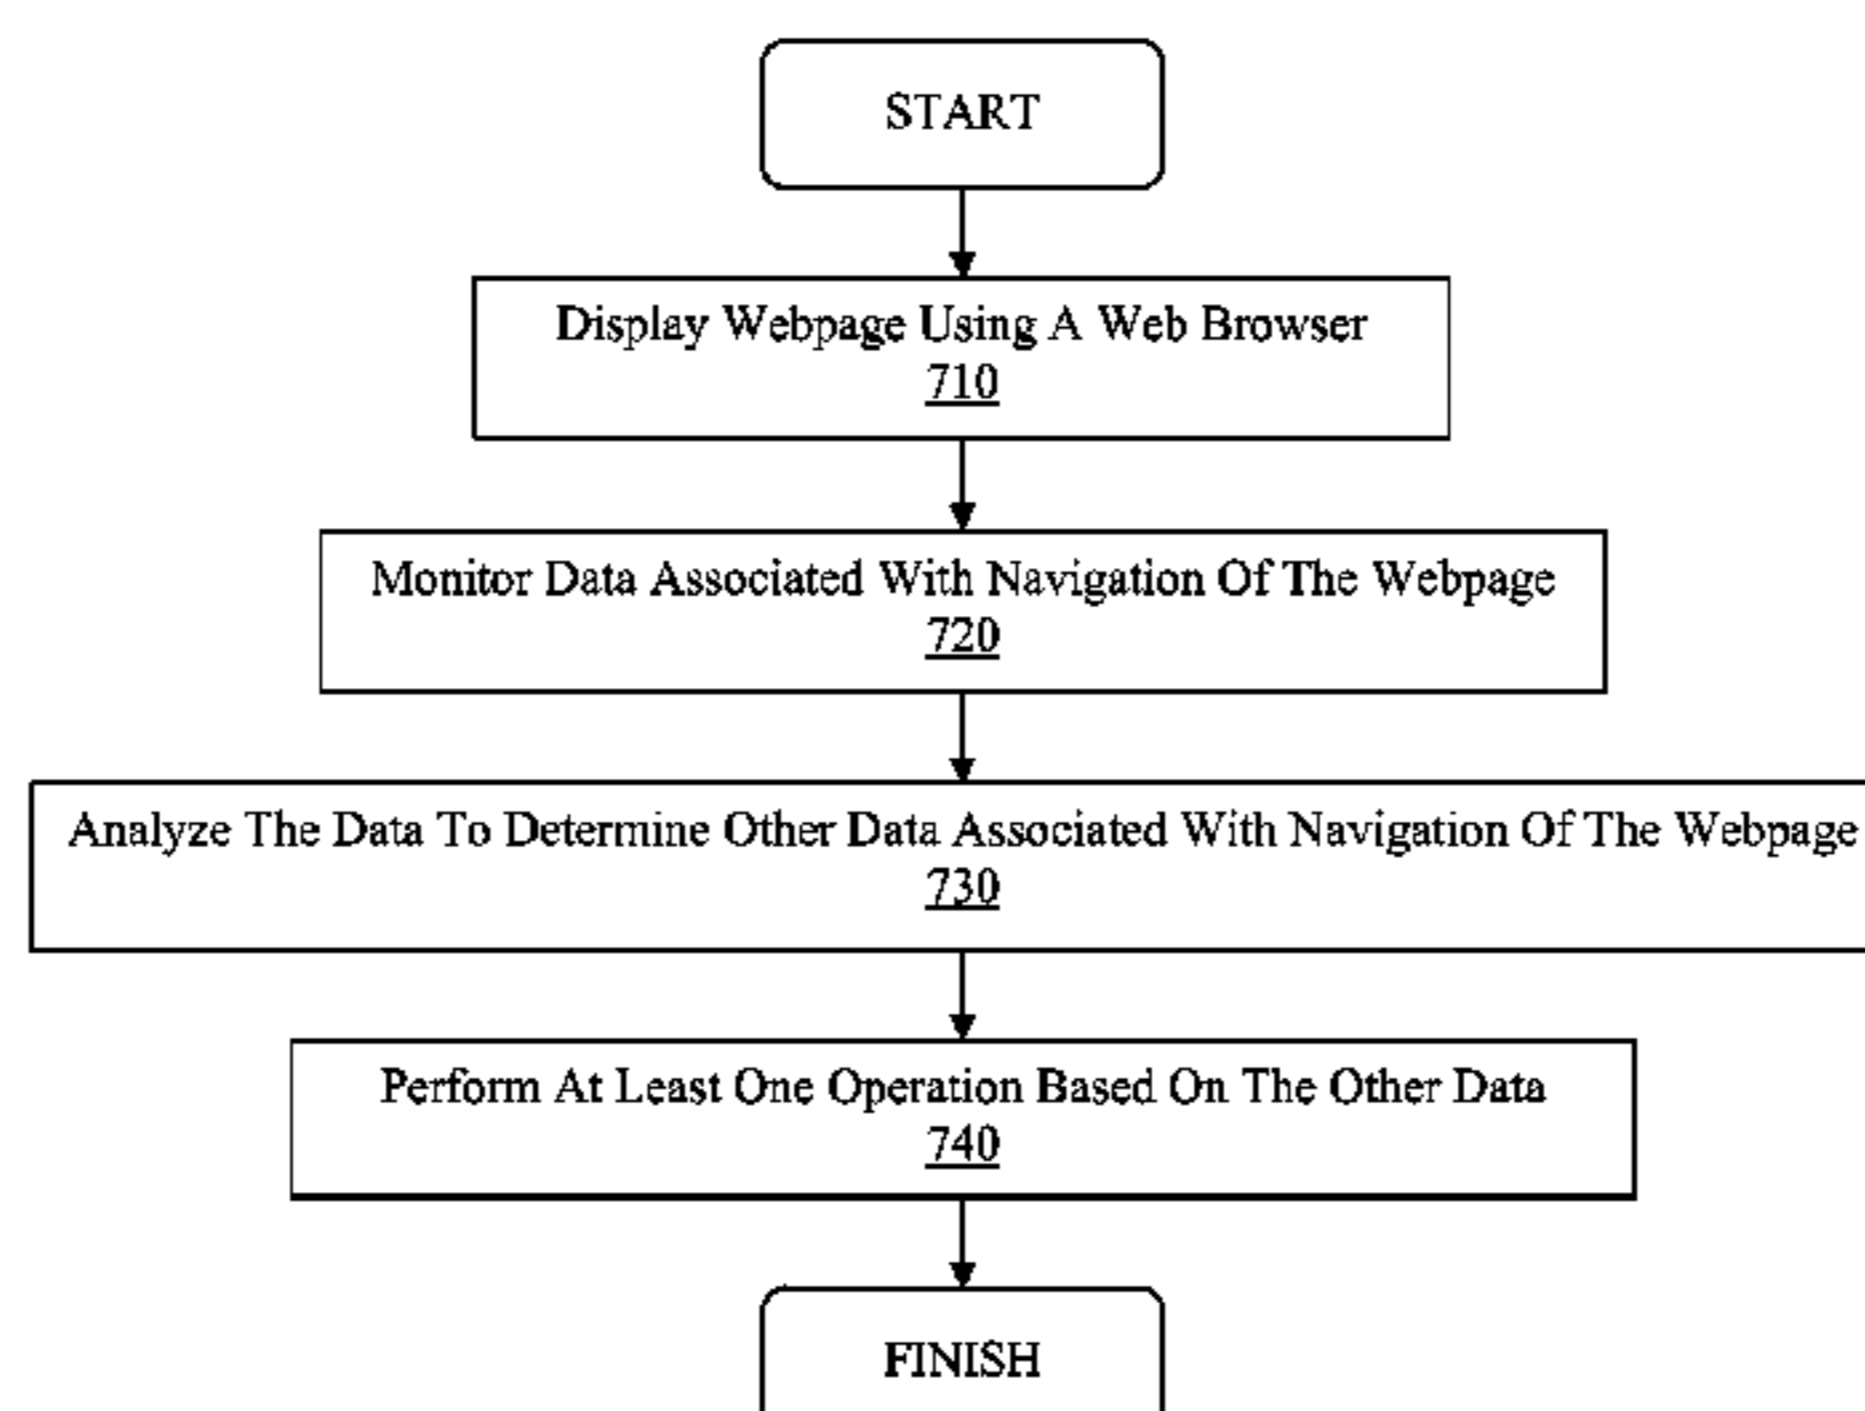 START
Display Webpage Using A Web Browser
710
Monitor Data Associated With Navigation Of The Webpage
720
Analyze The Data To Determine Other Data Associated With Navigation Of The Webpage
730
Perform At Least One Operation Based On The Other Data
740
FINISH